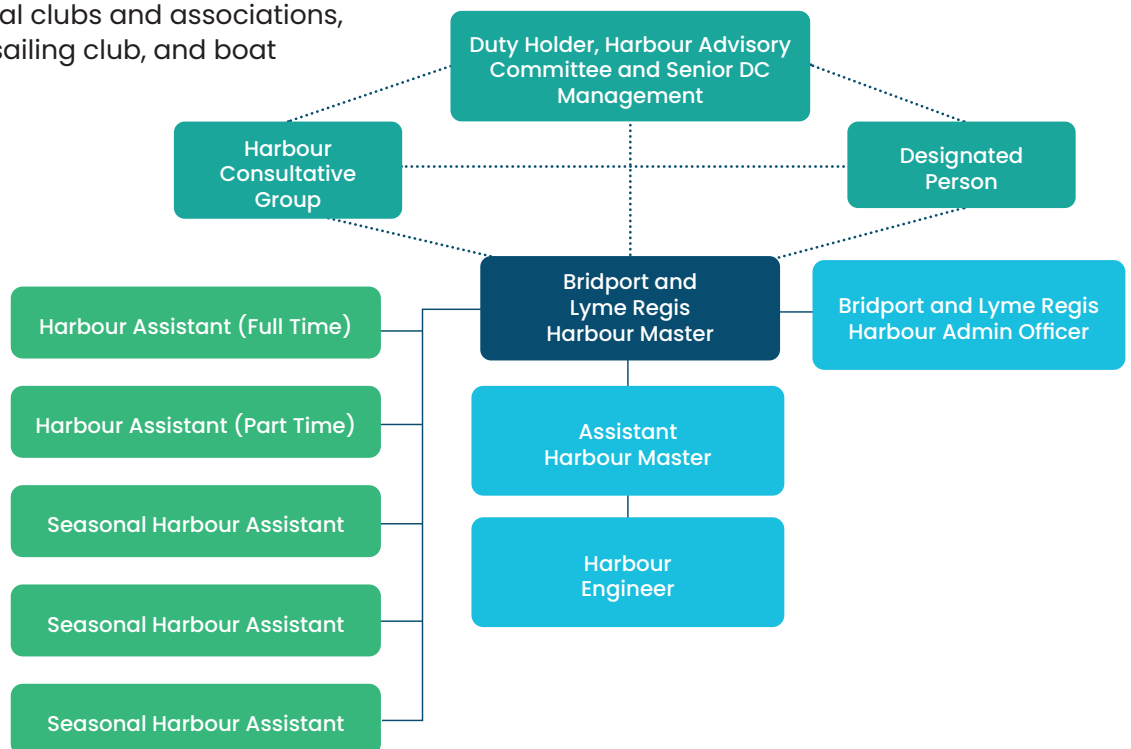 al clubs and associations,
sailing club, and boat
Duty Holder, Harbour Advisory
Committee and Senior DC
Management
Harbour
Consultative
Group
Designated
Person
Bridport and
Lyme Regis
Harbour Master
Bridport and Lyme Regis
Harbour Admin Officer
Harbour Assistant (Full Time)
Harbour Assistant (Part Time)
Seasonal Harbour Assistant
Seasonal Harbour Assistant
Seasonal Harbour Assistant
Assistant
Harbour Master
Harbour
Engineer